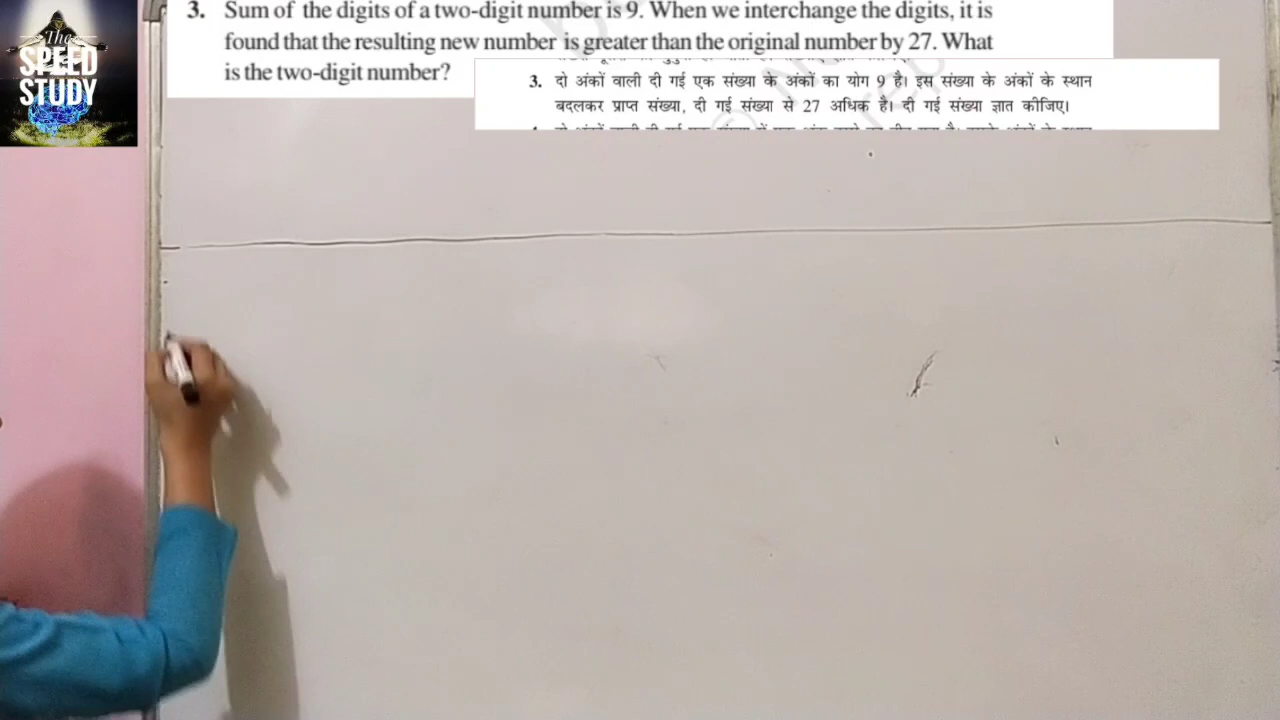 The
SPEED
STUDY
3. Sum of the digits of a two-digit number is 9. When we interchange the digits, it is
found that the resulting new number is greater than the original number by 27. What
is the two-digit number?
3. दो अंकों वाली दी गई एक संख्या के अंकों का योग 9 है। इस संख्या के अंकों के स्थान
बदलकर प्राप्त संख्या, दी गई संख्या से 27 अधिक है। दी गई संख्या ज्ञात कीजिए।